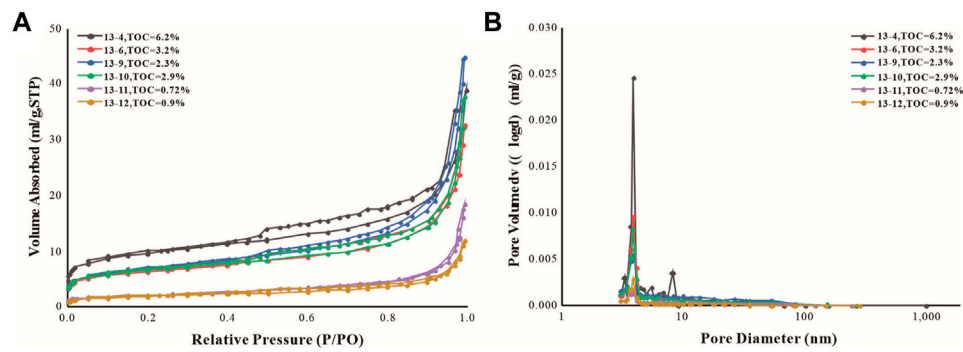 A
50
40
30
20
10
0
0.0 0.2 0.4 0.6 0.8 1.0
Volume Absorbed (ml/g,STP)
Relative Pressure (P/PO)
13-4,TOC=6.2%
13-6,TOC=3.2%
13-9,TOC=2.3%
13-10,TOC=2.9%
13-11,TOC=0.72%
13-12,TOC=0.9%
B
0.030
0.025
0.020
0.015
0.010
0.005
0.000
1 10 100 1,000
Pore Volumedv (( logd) (ml/g))
Pore Diameter (nm)
13-4,TOC=6.2%
13-6,TOC=3.2%
13-9,TOC=2.3%
13-10,TOC=2.9%
13-11,TOC=0.72%
13-12,TOC=0.9%